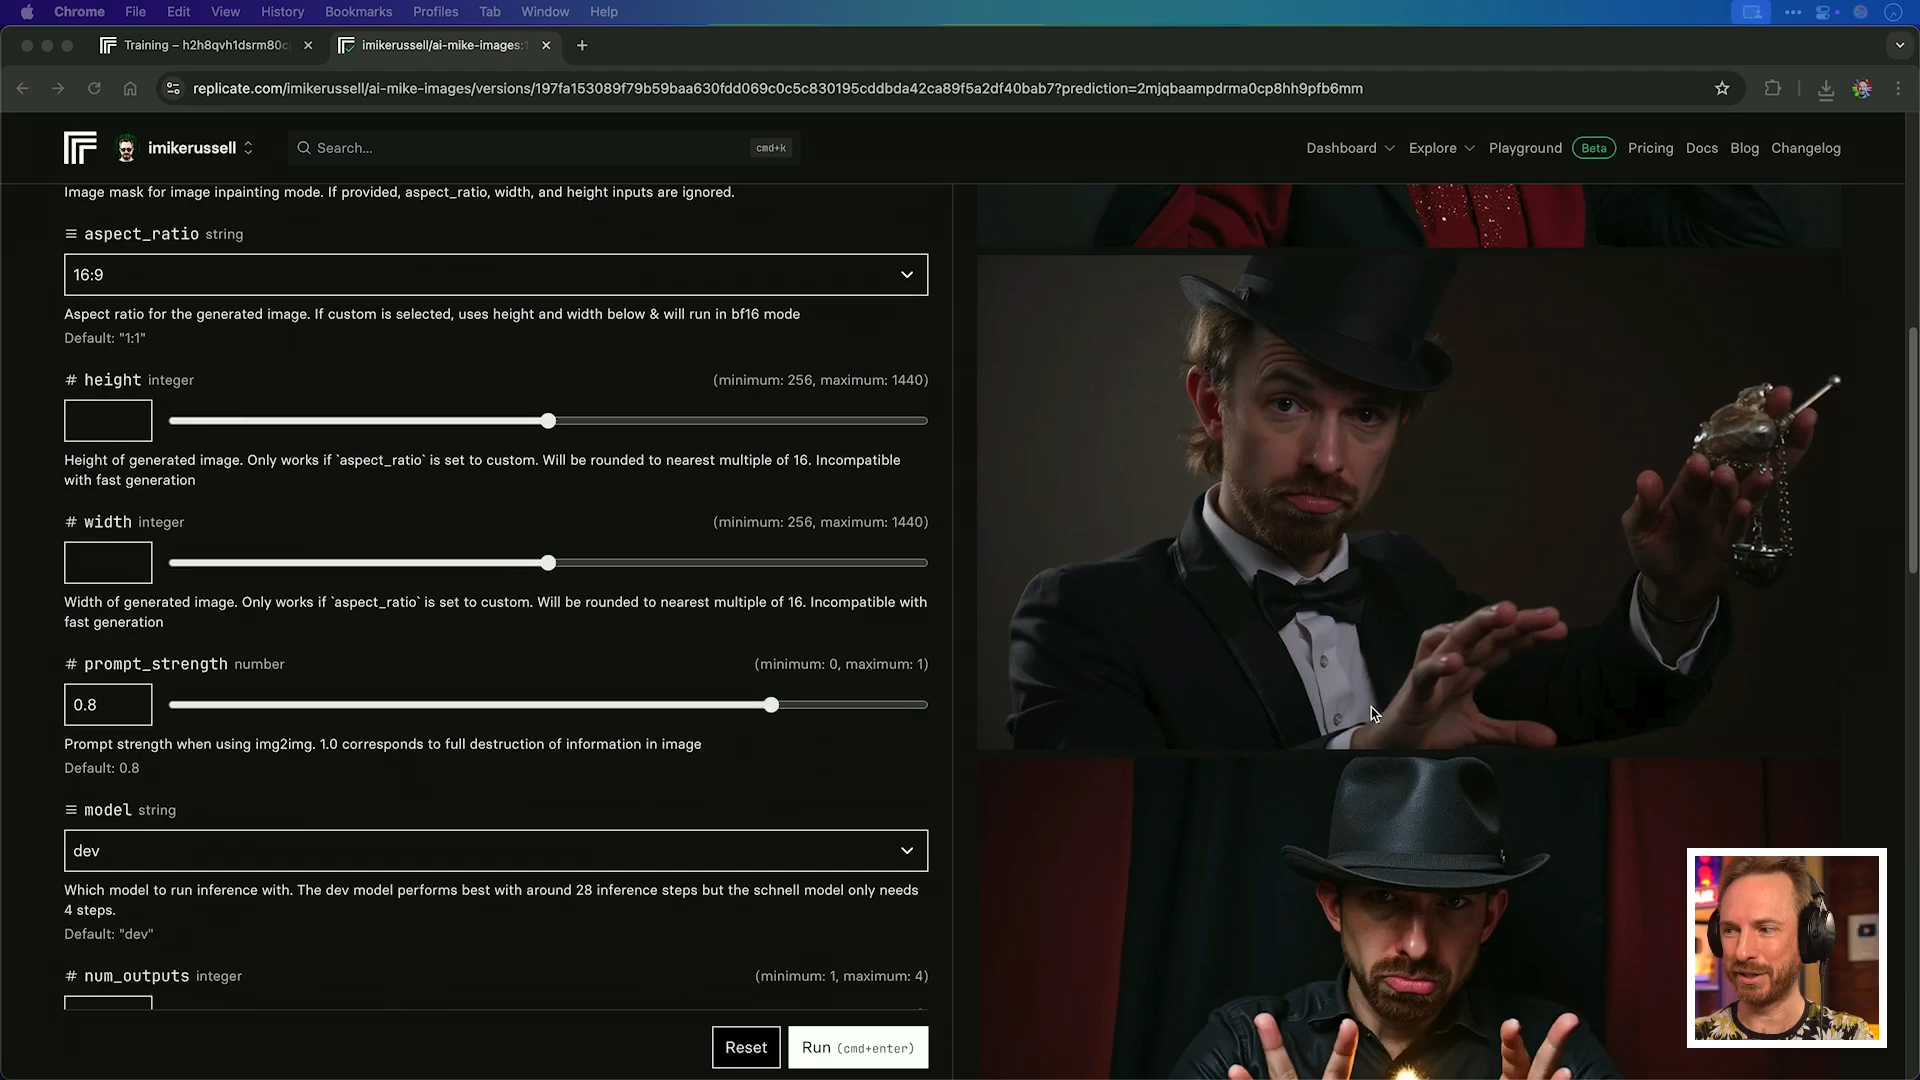 Chrome File Edit View History Bookmarks Profiles Tab Window Help
Training – h2h8qvh1dsrm80c
imikerussell/ai-mike-images:
replicate.com/imikerussell/ai-mike-images/versions/197fa153089f79b59baa630fdd069c0c5c830195cddbda42ca89f5a2df40bab7?prediction=2mjqbaampdrma0cp8hh9pfb6mm
imikerussell
Search...
cmd+k
Dashboard Explore Playground Beta Pricing Docs Blog Changelog
Image mask for image inpainting mode. If provided, aspect_ratio, width, and height inputs are ignored.
aspect_ratio string
16:9
Aspect ratio for the generated image. If custom is selected, uses height and width below & will run in bf16 mode
Default: "1:1"
# height integer (minimum: 256, maximum: 1440)
Height of generated image. Only works if `aspect_ratio` is set to custom. Will be rounded to nearest multiple of 16. Incompatible
with fast generation
# width integer (minimum: 256, maximum: 1440)
Width of generated image. Only works if `aspect_ratio` is set to custom. Will be rounded to nearest multiple of 16. Incompatible with
fast generation
# prompt_strength number (minimum: 0, maximum: 1)
0.8
Prompt strength when using img2img. 1.0 corresponds to full destruction of information in image
Default: 0.8
model string
dev
Which model to run inference with. The dev model performs best with around 28 inference steps but the schnell model only needs
4 steps.
Default: "dev"
# num_outputs integer (minimum: 1, maximum: 4)
Reset
Run (cmd+enter)